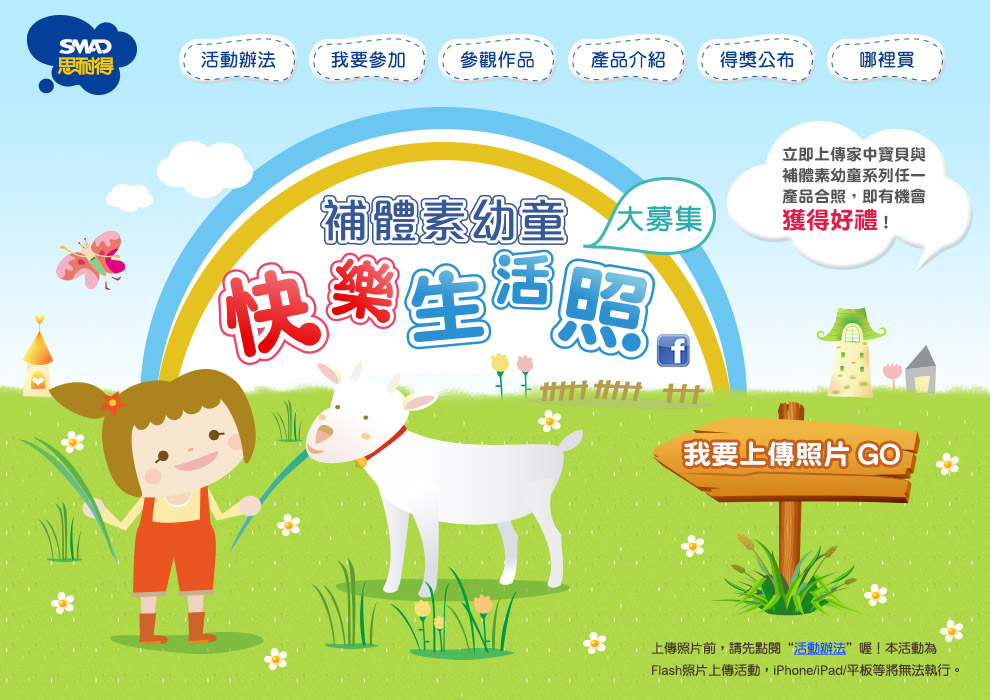 SMAD
思耐得
活動辦法
我要參加
參觀作品
產品介紹
得獎公布
哪裡買
立即上傳家中寶貝與
補體素幼童系列任一
產品合照,即有機會
獲得好禮!
補體素幼童
大募集
快樂生活照
f
我要上傳照片 GO
上傳照片前,請先點閱“活動辦法”喔!本活動為
Flash照片上傳活動,iPhone/iPad/平板等將無法執行。